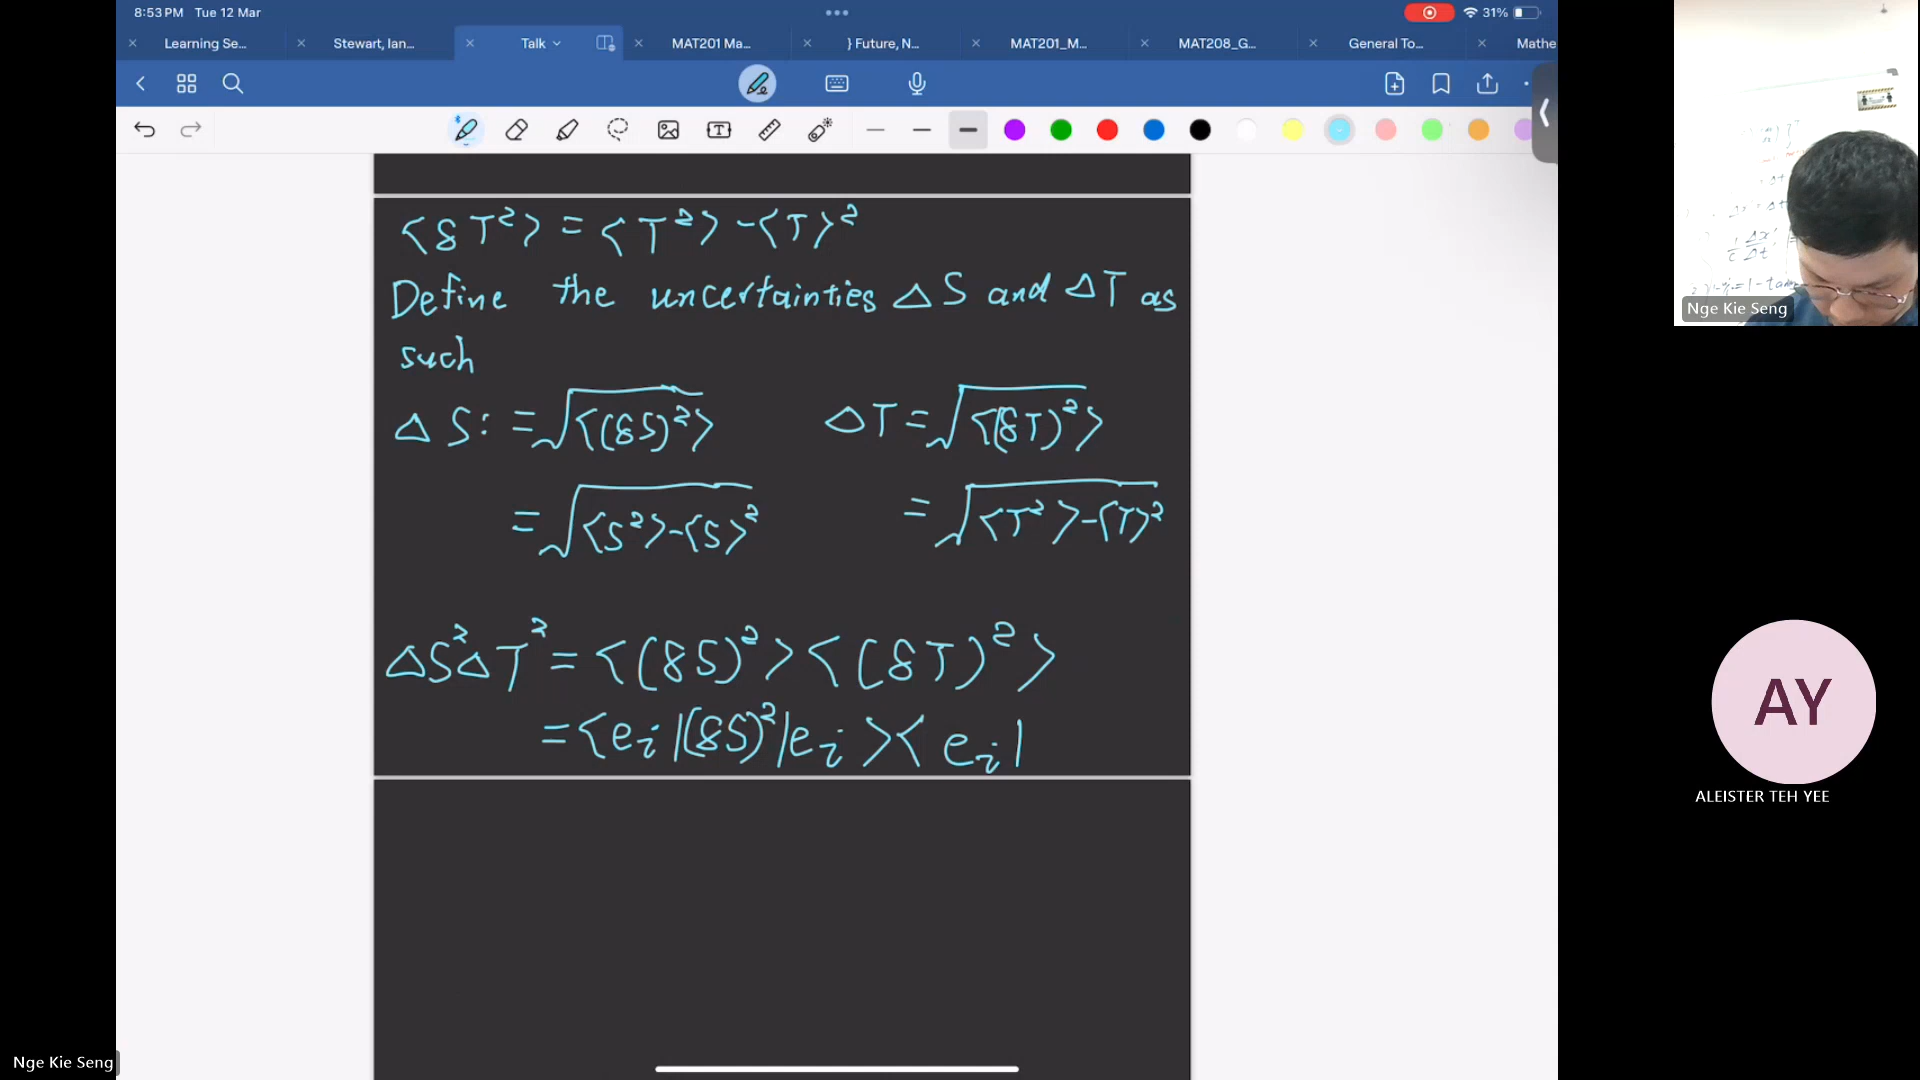 8:53 PM Tue 12 Mar
31%
Learning Se... Stewart, Ian... Talk MAT201 Ma... } Future, N... MAT201_M... MAT208_G... General To... Mathe
⟨δT²⟩ = ⟨T²⟩ - ⟨T⟩²
Define the uncertainties ΔS and ΔT as
such
ΔS := √⟨(δS)²⟩ ΔT = √⟨(δT)²⟩
= √⟨S²⟩-⟨S⟩² = √⟨T²⟩-⟨T⟩²
ΔS²ΔT² = ⟨(δS)²⟩⟨(δT)²⟩
= ⟨eᵢ|(δS)²|eᵢ⟩⟨eᵢ|
Nge Kie Seng
AY
ALEISTER TEH YEE
Nge Kie Seng